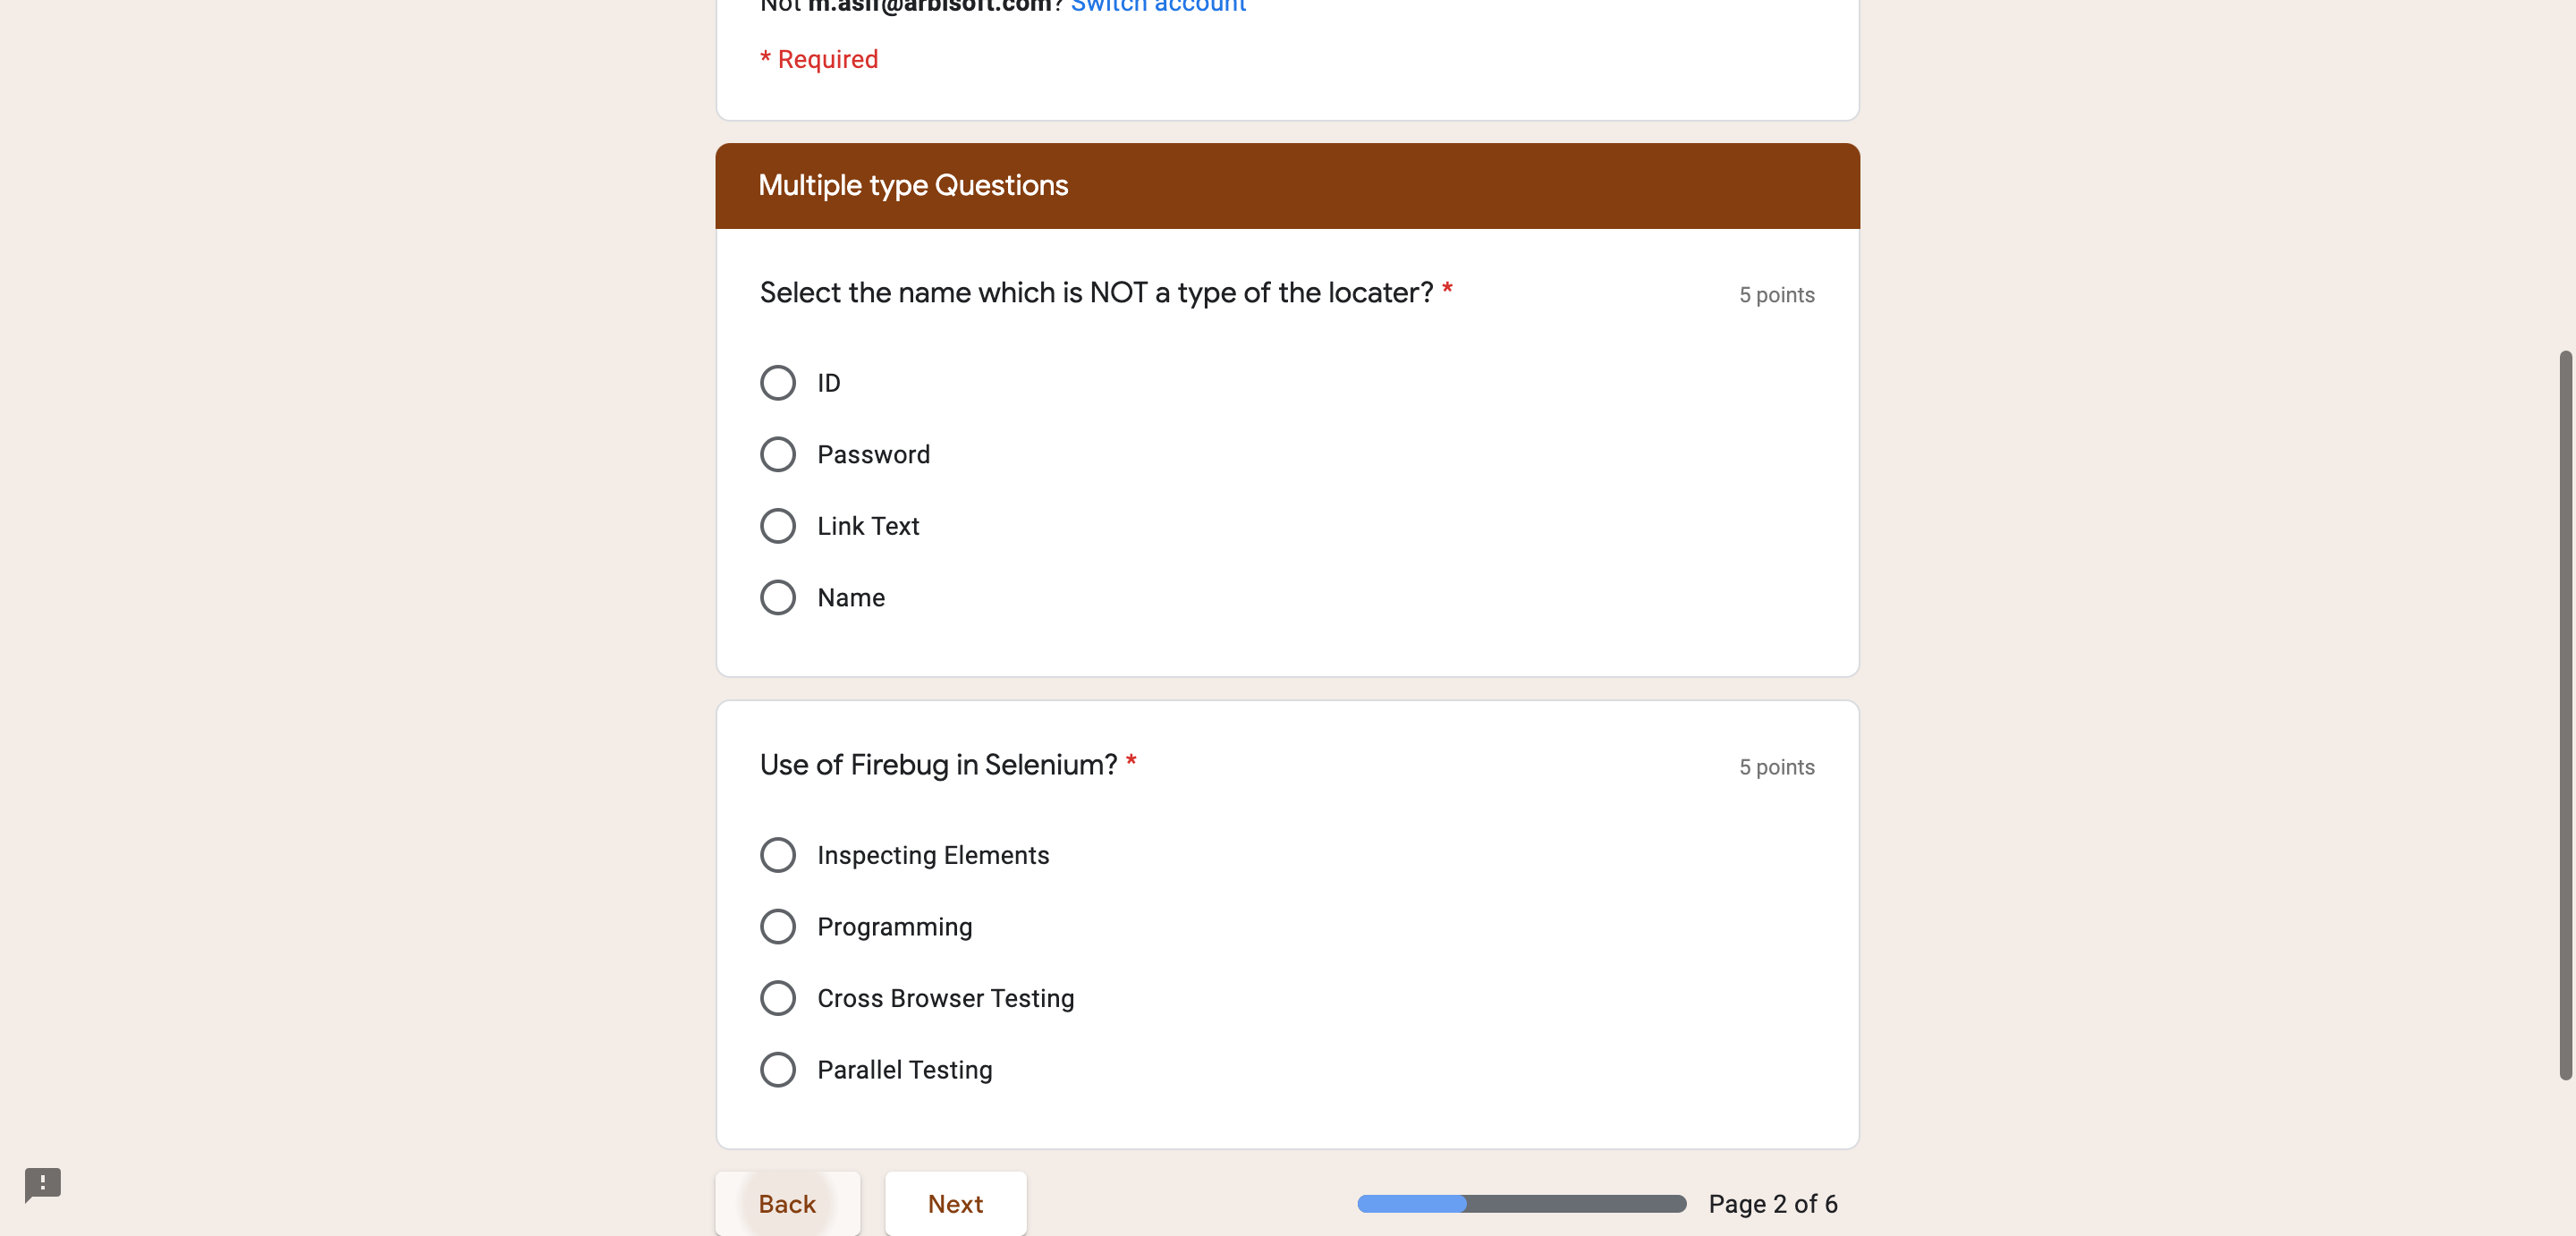 Not m.asif@arbisoft.com? Switch account
* Required
Multiple type Questions
Select the name which is NOT a type of the locater? *
5 points
ID
Password
Link Text
Name
Use of Firebug in Selenium? *
5 points
Inspecting Elements
Programming
Cross Browser Testing
Parallel Testing
Back
Next
Page 2 of 6